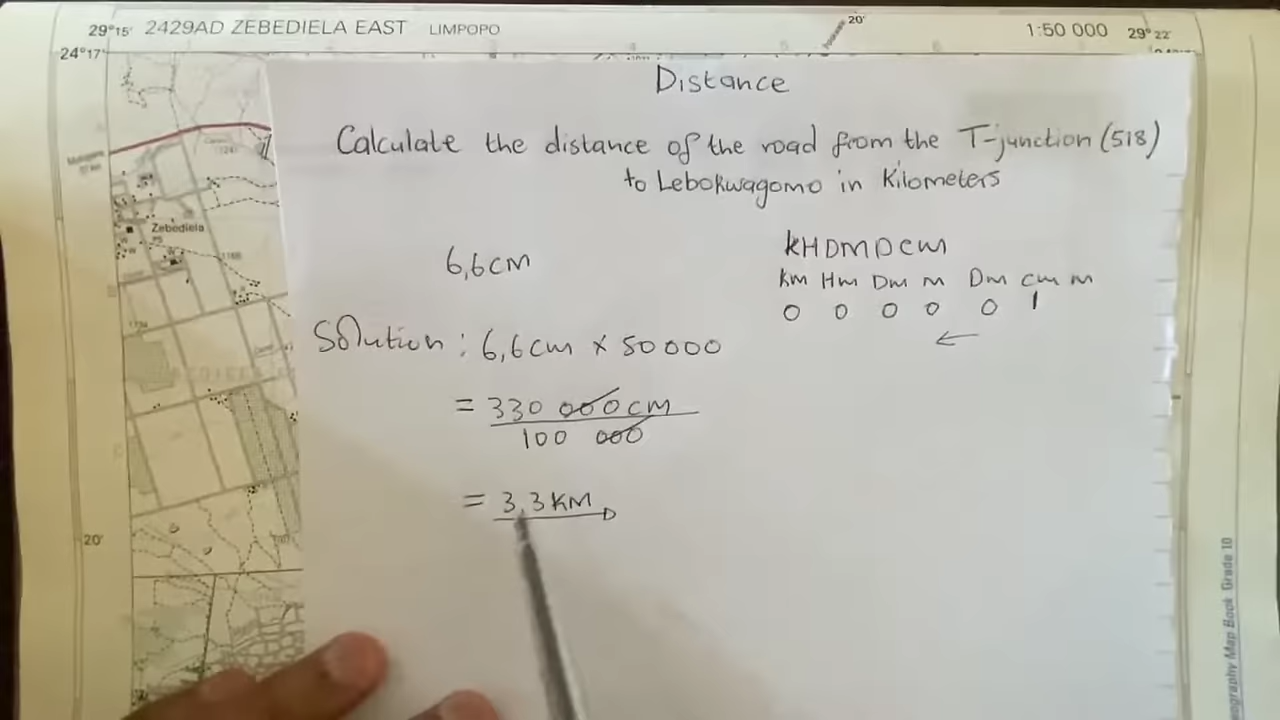 29°15' 2429AD ZEBEDIELA EAST LIMPOPO 20' 1:50 000 29°22'
24°17'
Distance
Calculate the distance of the road from the T-junction (518)
to Lebokwagomo in Kilometers
Zebediela
6,6cm
KHDMDCM
Km Hm Dm m Dm cm m
0 0 0 0 0 1
Solution: 6,6cm x 50000
= 330 000cm
100 000
= 3,3KM
20'
Geography Map Book Grade 10